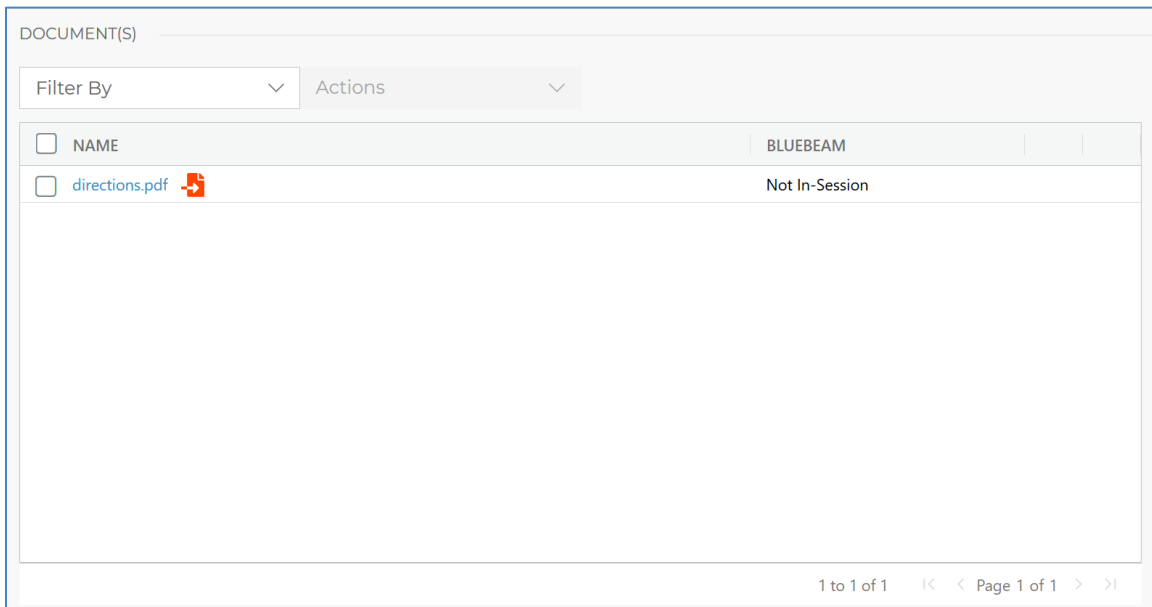 DOCUMENT(S)
Filter By Actions
NAME BLUEBEAM
directions.pdf Not In-Session
1 to 1 of 1 Page 1 of 1